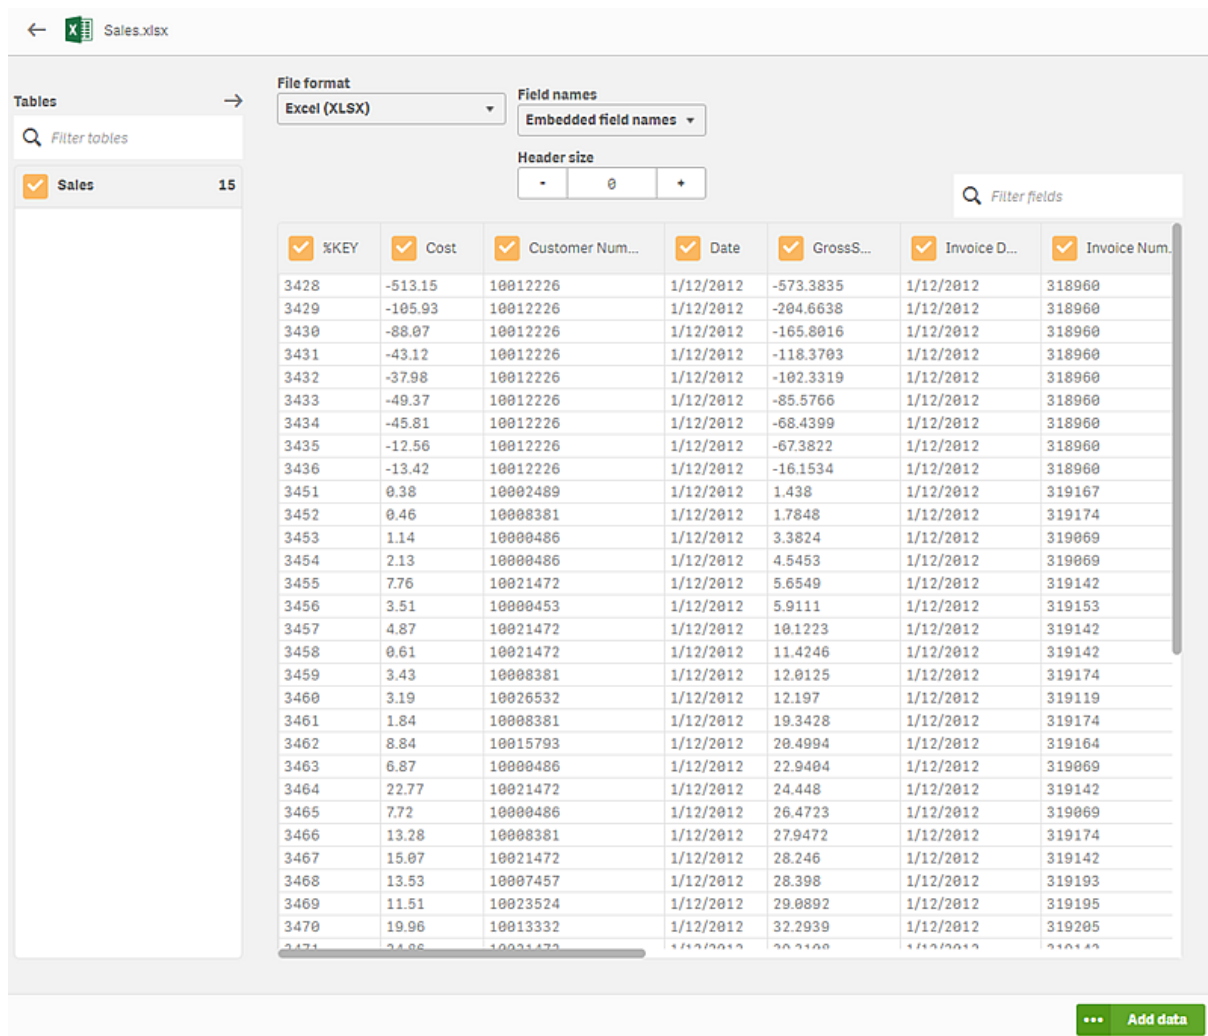 Sales.xlsx
Tables
Filter tables
Sales 15
File format
Excel (XLSX)
Field names
Embedded field names
Header size
- 0 +
Filter fields
%KEY Cost Customer Num... Date GrossS... Invoice D... Invoice Num.
3428 -513.15 10012226 1/12/2012 -573.3835 1/12/2012 318960
3429 -105.93 10012226 1/12/2012 -204.6638 1/12/2012 318960
3430 -88.07 10012226 1/12/2012 -165.8016 1/12/2012 318960
3431 -43.12 10012226 1/12/2012 -118.3703 1/12/2012 318960
3432 -37.98 10012226 1/12/2012 -102.3319 1/12/2012 318960
3433 -49.37 10012226 1/12/2012 -85.5766 1/12/2012 318960
3434 -45.81 10012226 1/12/2012 -68.4399 1/12/2012 318960
3435 -12.56 10012226 1/12/2012 -67.3822 1/12/2012 318960
3436 -13.42 10012226 1/12/2012 -16.1534 1/12/2012 318960
3451 0.38 10002489 1/12/2012 1.438 1/12/2012 319167
3452 0.46 10008381 1/12/2012 1.7848 1/12/2012 319174
3453 1.14 10000486 1/12/2012 3.3824 1/12/2012 319069
3454 2.13 10000486 1/12/2012 4.5453 1/12/2012 319069
3455 7.76 10021472 1/12/2012 5.6549 1/12/2012 319142
3456 3.51 10000453 1/12/2012 5.9111 1/12/2012 319153
3457 4.87 10021472 1/12/2012 10.1223 1/12/2012 319142
3458 0.61 10021472 1/12/2012 11.4246 1/12/2012 319142
3459 3.43 10008381 1/12/2012 12.0125 1/12/2012 319174
3460 3.19 10026532 1/12/2012 12.197 1/12/2012 319119
3461 1.84 10008381 1/12/2012 19.3428 1/12/2012 319174
3462 8.84 10015793 1/12/2012 20.4994 1/12/2012 319164
3463 6.87 10000486 1/12/2012 22.9404 1/12/2012 319069
3464 22.77 10021472 1/12/2012 24.448 1/12/2012 319142
3465 7.72 10000486 1/12/2012 26.4723 1/12/2012 319069
3466 13.28 10008381 1/12/2012 27.9472 1/12/2012 319174
3467 15.07 10021472 1/12/2012 28.246 1/12/2012 319142
3468 13.53 10007457 1/12/2012 28.398 1/12/2012 319193
3469 11.51 10023524 1/12/2012 29.0892 1/12/2012 319195
3470 19.96 10013332 1/12/2012 32.2939 1/12/2012 319205
••• Add data